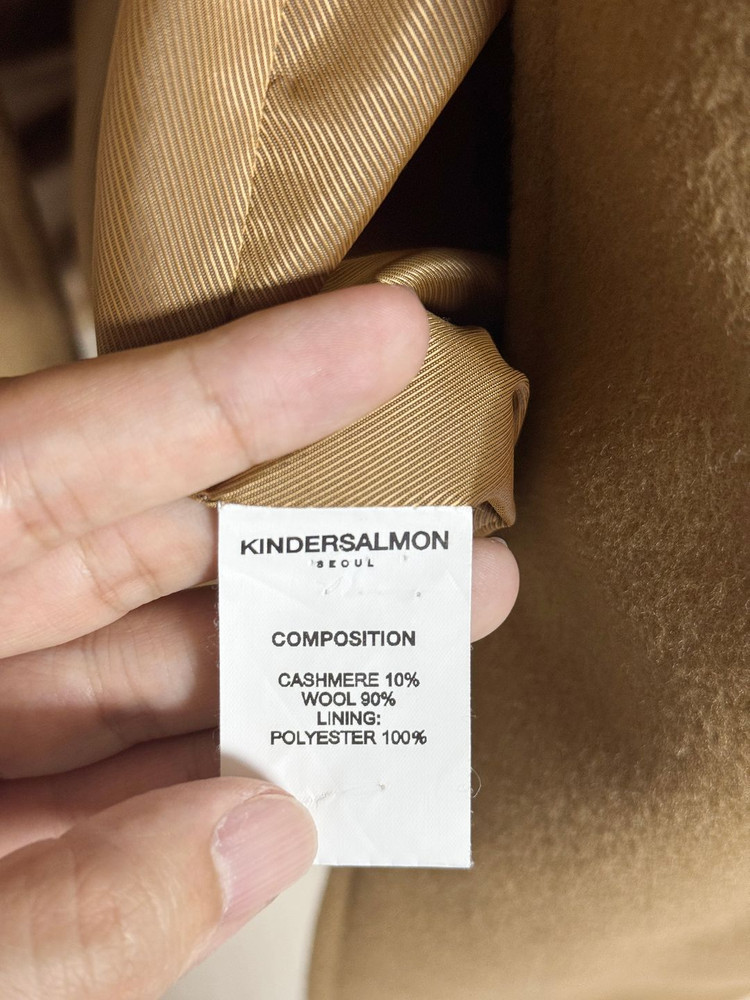 KINDERSALMON
SEOUL
COMPOSITION
CASHMERE 10%
WOOL 90%
LINING:
POLYESTER 100%